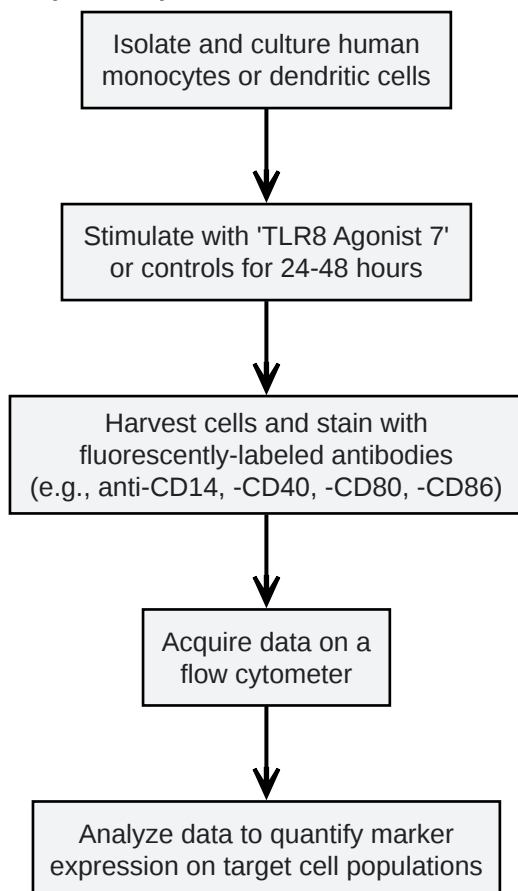 Isolate and culture human
monocytes or dendritic cells
Stimulate with 'TLR8 Agonist 7'
or controls for 24-48 hours
Harvest cells and stain with
fluorescently-labeled antibodies
(e.g., anti-CD14, -CD40, -CD80, -CD86)
Acquire data on a
flow cytometer
Analyze data to quantify marker
expression on target cell populations